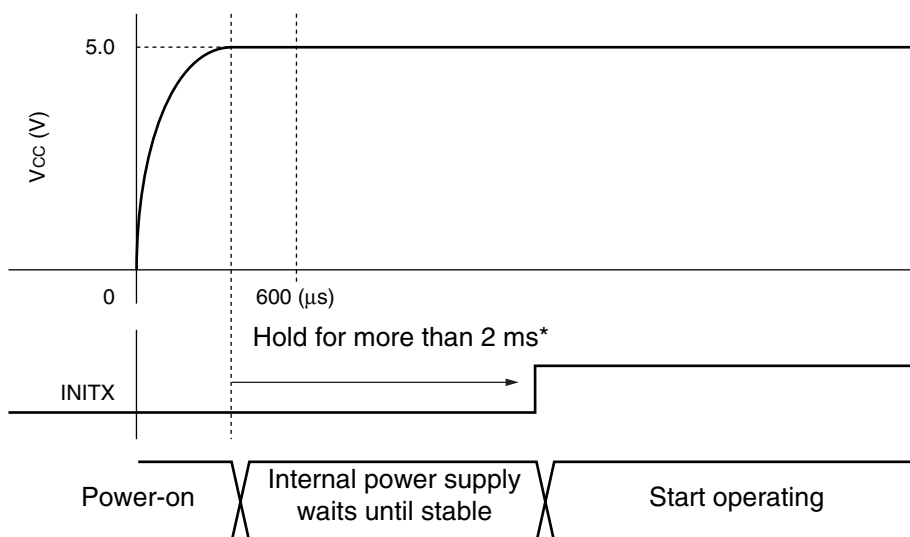 5.0
Vcc (V)
0
600 (μs)
Hold for more than 2 ms*
INITX
Power-on
Internal power supply
waits until stable
Start operating